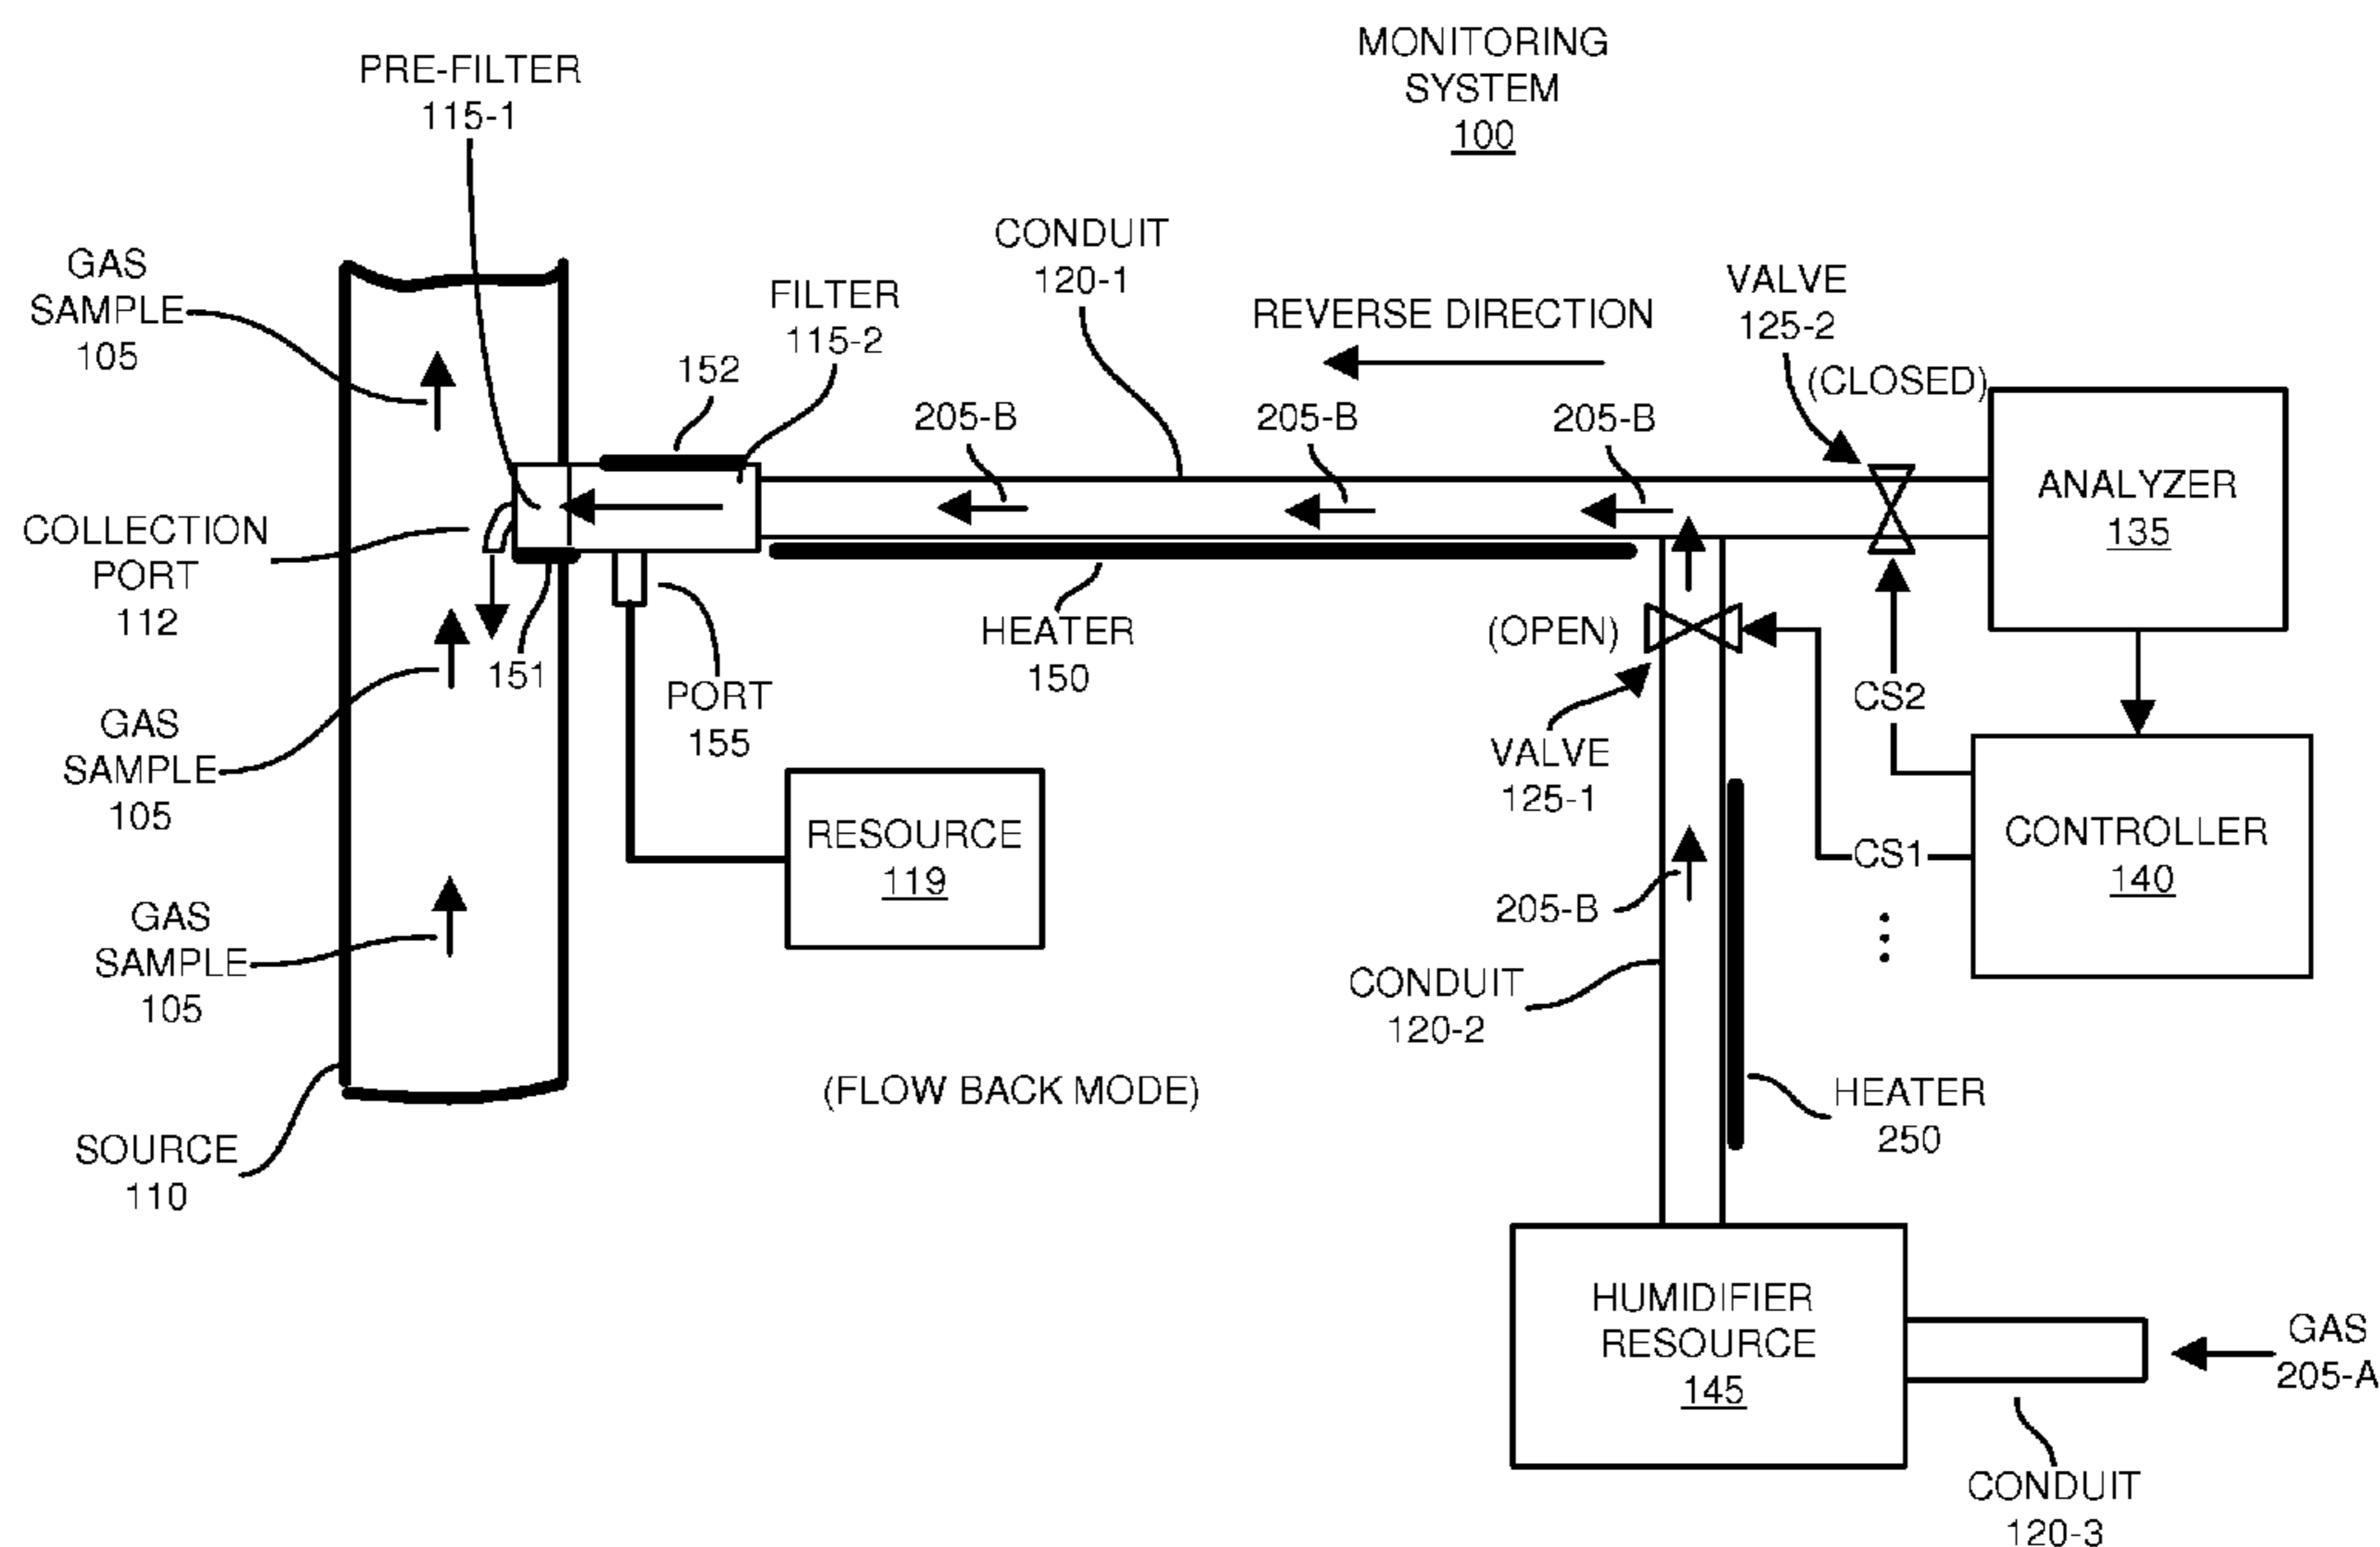 MONITORING
SYSTEM
100
PRE-FILTER
115-1
GAS
SAMPLE
105
FILTER
115-2
152
CONDUIT
120-1
REVERSE DIRECTION
VALVE
125-2
(CLOSED)
205-B
205-B
205-B
ANALYZER
135
COLLECTION
PORT
112
151
PORT
155
HEATER
150
(OPEN)
VALVE
125-1
CS2
CS1
CONTROLLER
140
GAS
SAMPLE
105
RESOURCE
119
GAS
SAMPLE
105
205-B
CONDUIT
120-2
(FLOW BACK MODE)
HEATER
250
SOURCE
110
HUMIDIFIER
RESOURCE
145
GAS
205-A
CONDUIT
120-3